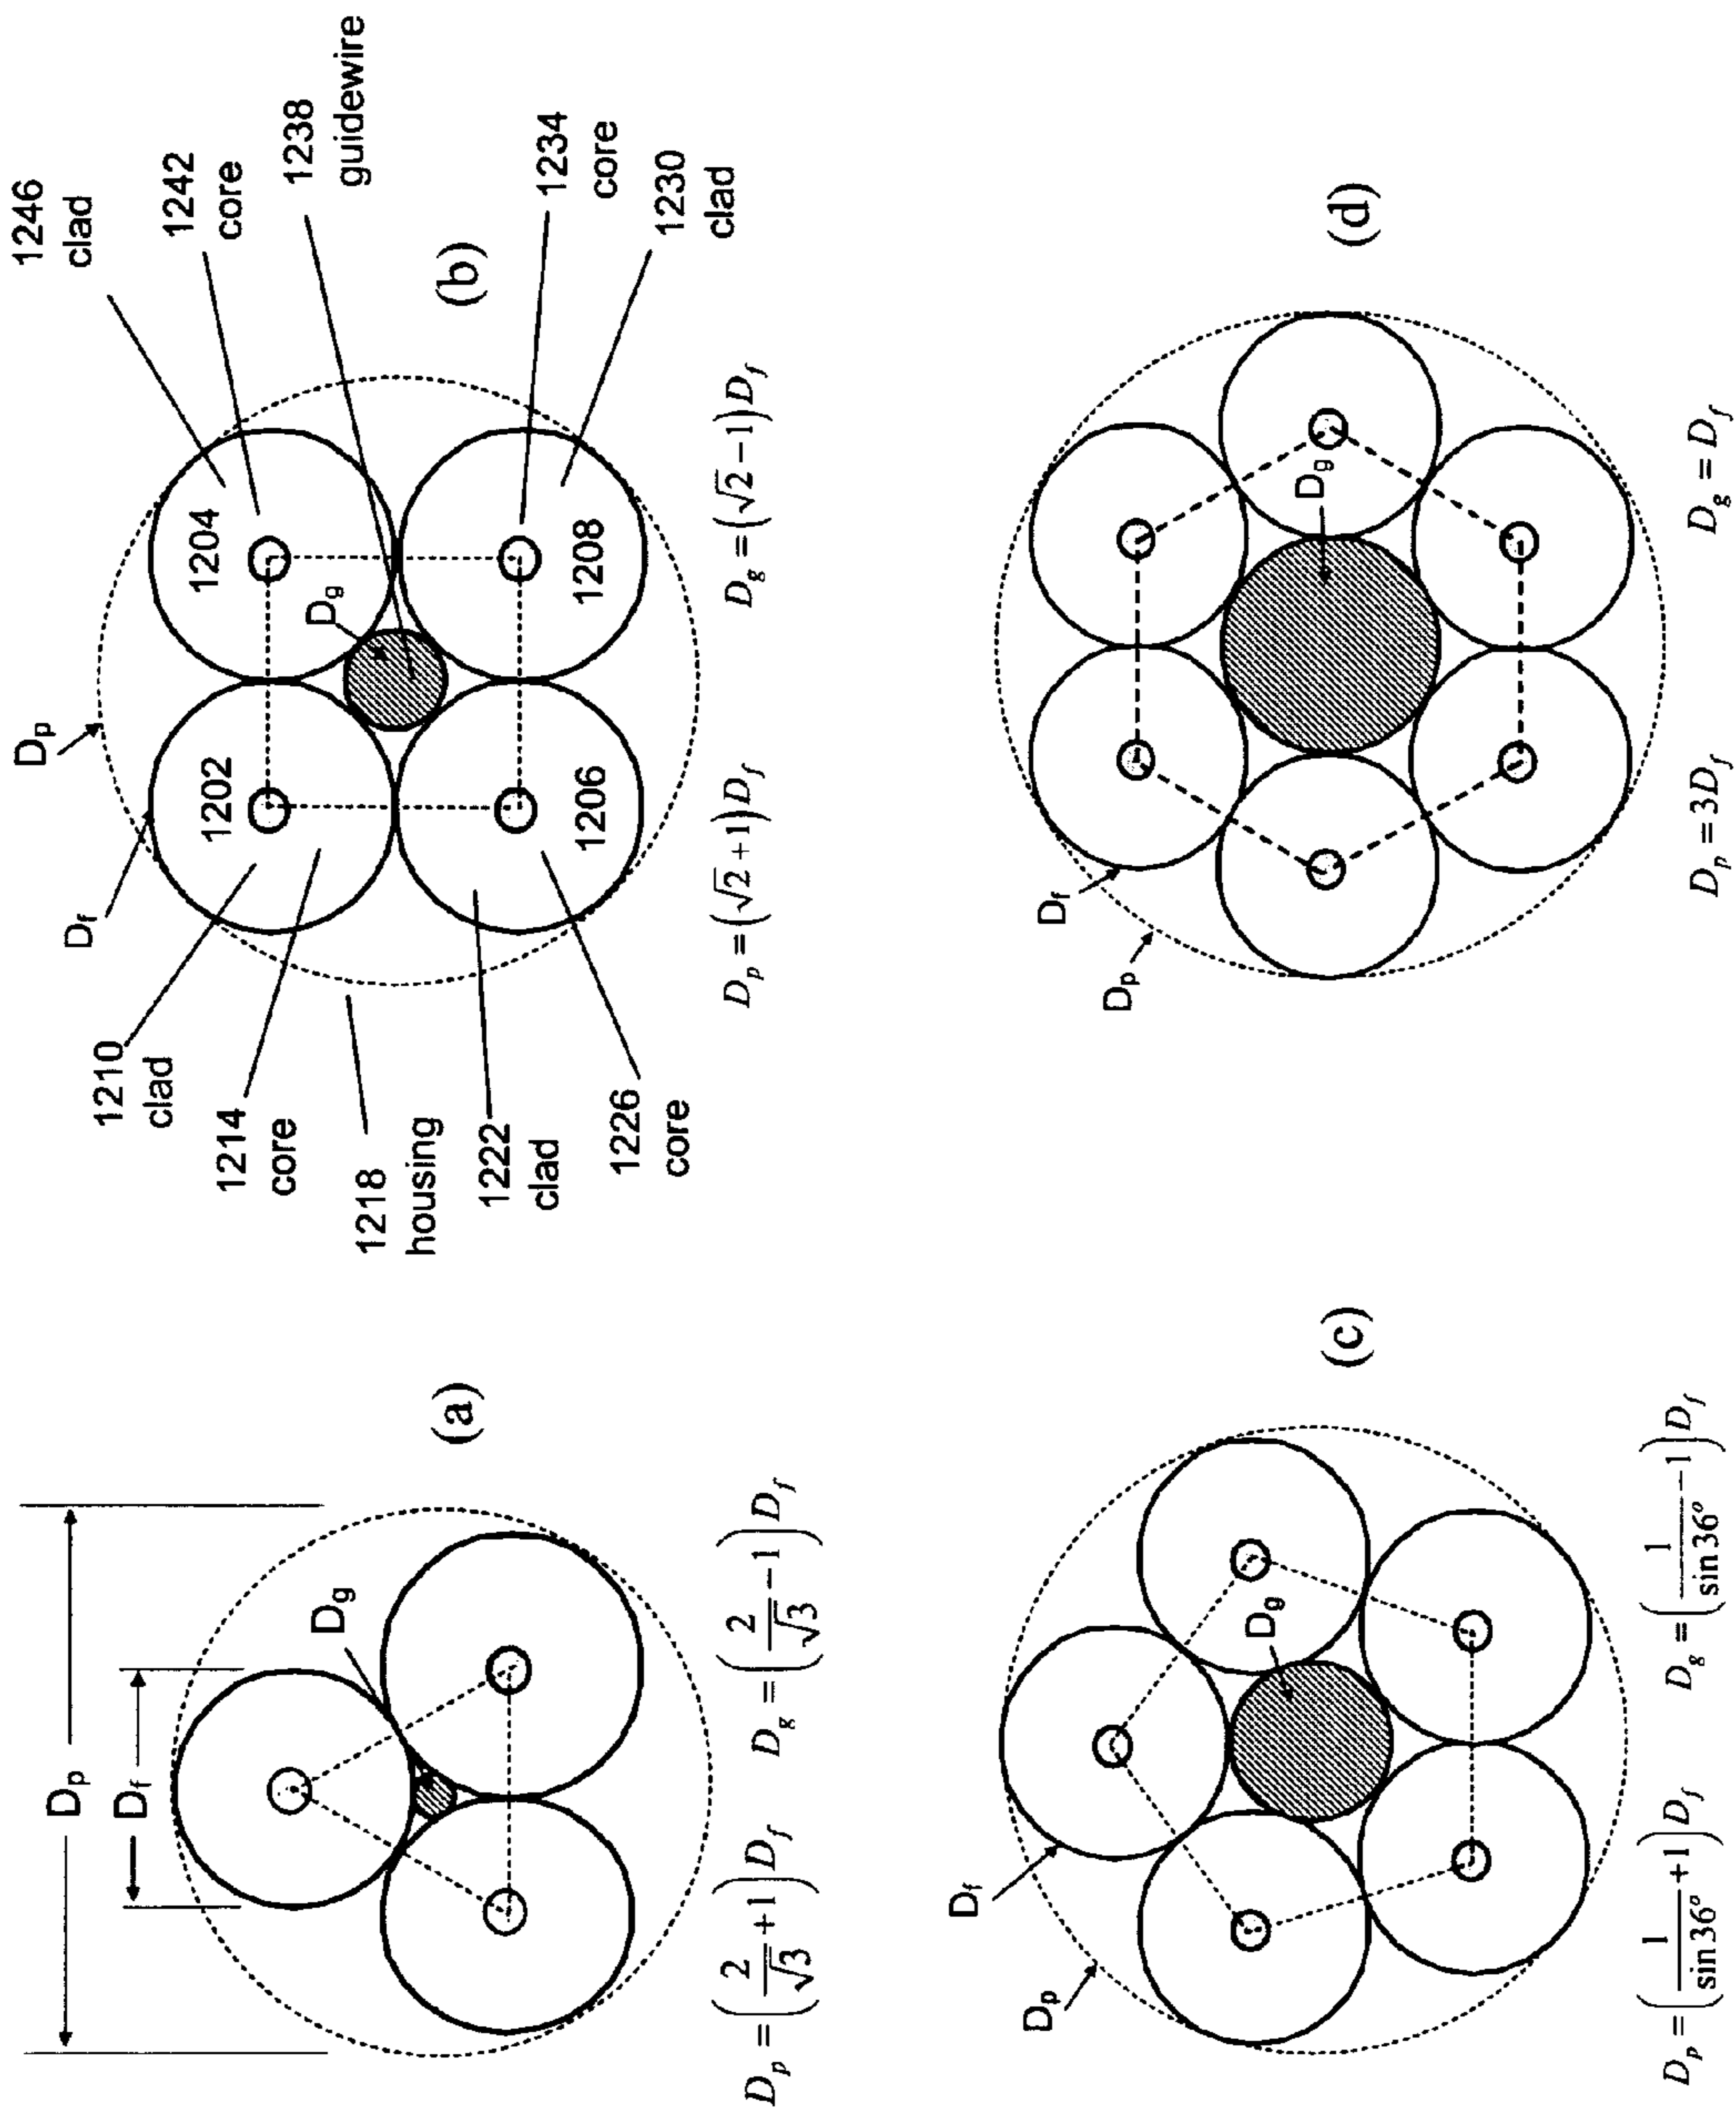 D_p
D_f
D_g
(a)
D_p = (2/√3 + 1) D_f
D_g = (2/√3 − 1) D_f
1246
clad
1242
core
1238
guidewire
D_p
D_f
1202
1204
D_g
(b)
1210
clad
1214
core
1218
housing
1222
clad
1226
core
1206
1208
1234
core
1230
clad
D_p = (√2 + 1) D_f
D_g = (√2 − 1) D_f
D_p
D_f
D_g
(c)
D_p = (1/sin 36° + 1) D_f
D_g = (1/sin 36° − 1) D_f
D_p
D_f
D_g
(d)
D_p = 3D_f
D_g = D_f